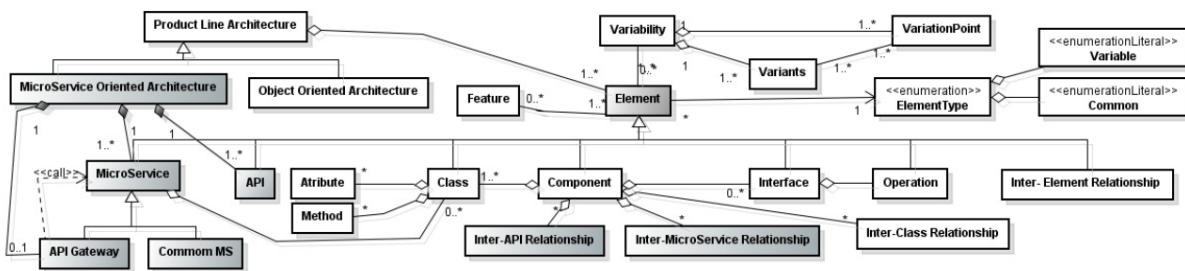 Product Line Architecture
Variability
1
1..*
VariationPoint
<<enumerationLiteral>>
Variable
MicroService Oriented Architecture
Object Oriented Architecture
1
1..*
Variants
1..*
1..*
1..*
0..*
Feature
0..*
1..*
Element
*
1
<<enumeration>>
ElementType
<<enumerationLiteral>>
Common
1
1
1
1..*
1..*
<<call>>
MicroService
API
Atribute
*
Class
1..*
Component
Interface
Operation
Inter- Element Relationship
Method
*
0..*
0..*
*
*
*
Inter-API Relationship
Inter-MicroService Relationship
Inter-Class Relationship
0..1
API Gateway
Commom MS